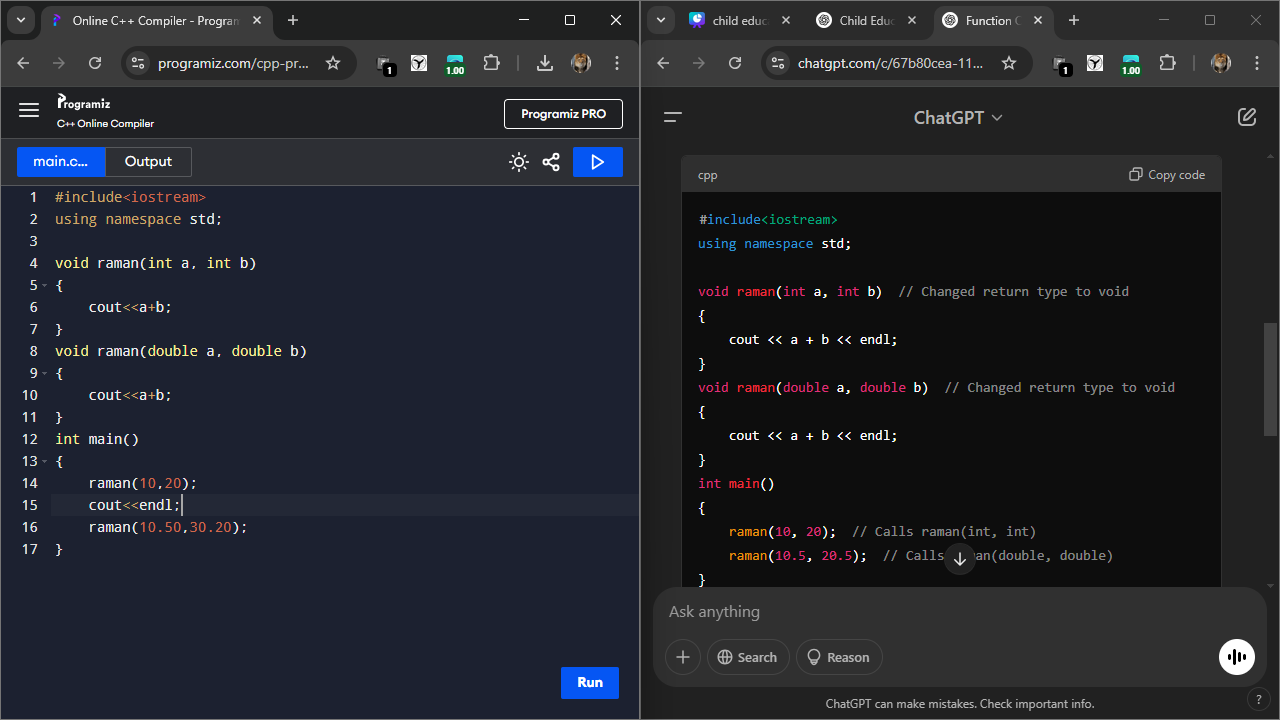 Online C++ Compiler - Program
programiz.com/cpp-pr...
1
1.00
Programiz
C++ Online Compiler
Programiz PRO
main.c...
Output
1 #include<iostream>
2 using namespace std;
3
4 void raman(int a, int b)
5 {
6 cout<<a+b;
7 }
8 void raman(double a, double b)
9 {
10 cout<<a+b;
11 }
12 int main()
13 {
14 raman(10,20);
15 cout<<endl;
16 raman(10.50,30.20);
17 }
Run
child educ
Child Educ
Function O
chatgpt.com/c/67b80cea-11...
1
1.00
ChatGPT
cpp
Copy code
#include<iostream>
using namespace std;
void raman(int a, int b)  // Changed return type to void
{
cout << a + b << endl;
}
void raman(double a, double b)  // Changed return type to void
{
cout << a + b << endl;
}
int main()
{
raman(10, 20);  // Calls raman(int, int)
raman(10.5, 20.5);  // Calls an(double, double)
}
Ask anything
Search
Reason
ChatGPT can make mistakes. Check important info.
?